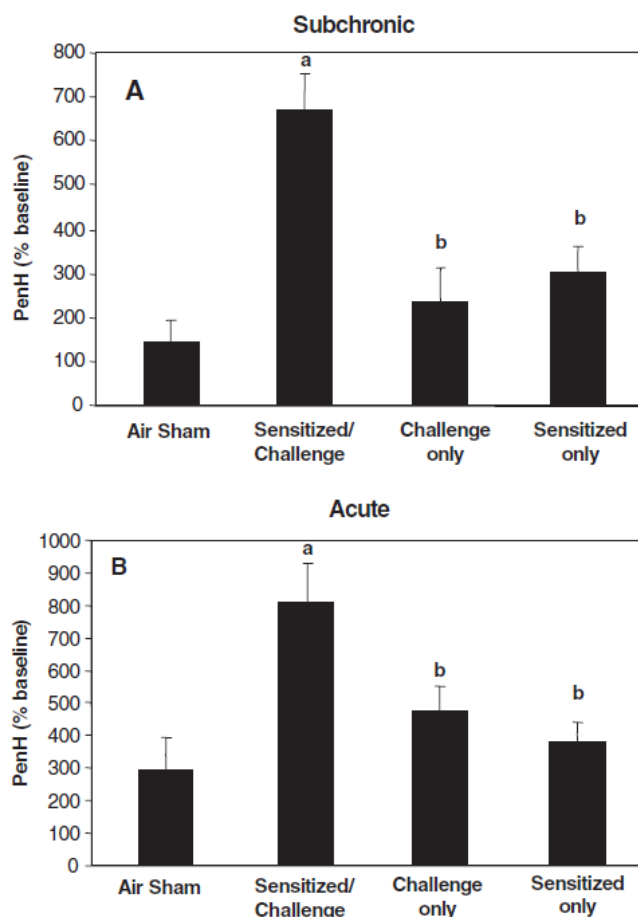 Subchronic
A
PenH (% baseline)
800
700
600
500
400
300
200
100
0
a
b
b
Air Sham
Sensitized/
Challenge
Challenge
only
Sensitized
only
Acute
B
PenH (% baseline)
1000
900
800
700
600
500
400
300
200
100
0
a
b
b
Air Sham
Sensitized/
Challenge
Challenge
only
Sensitized
only